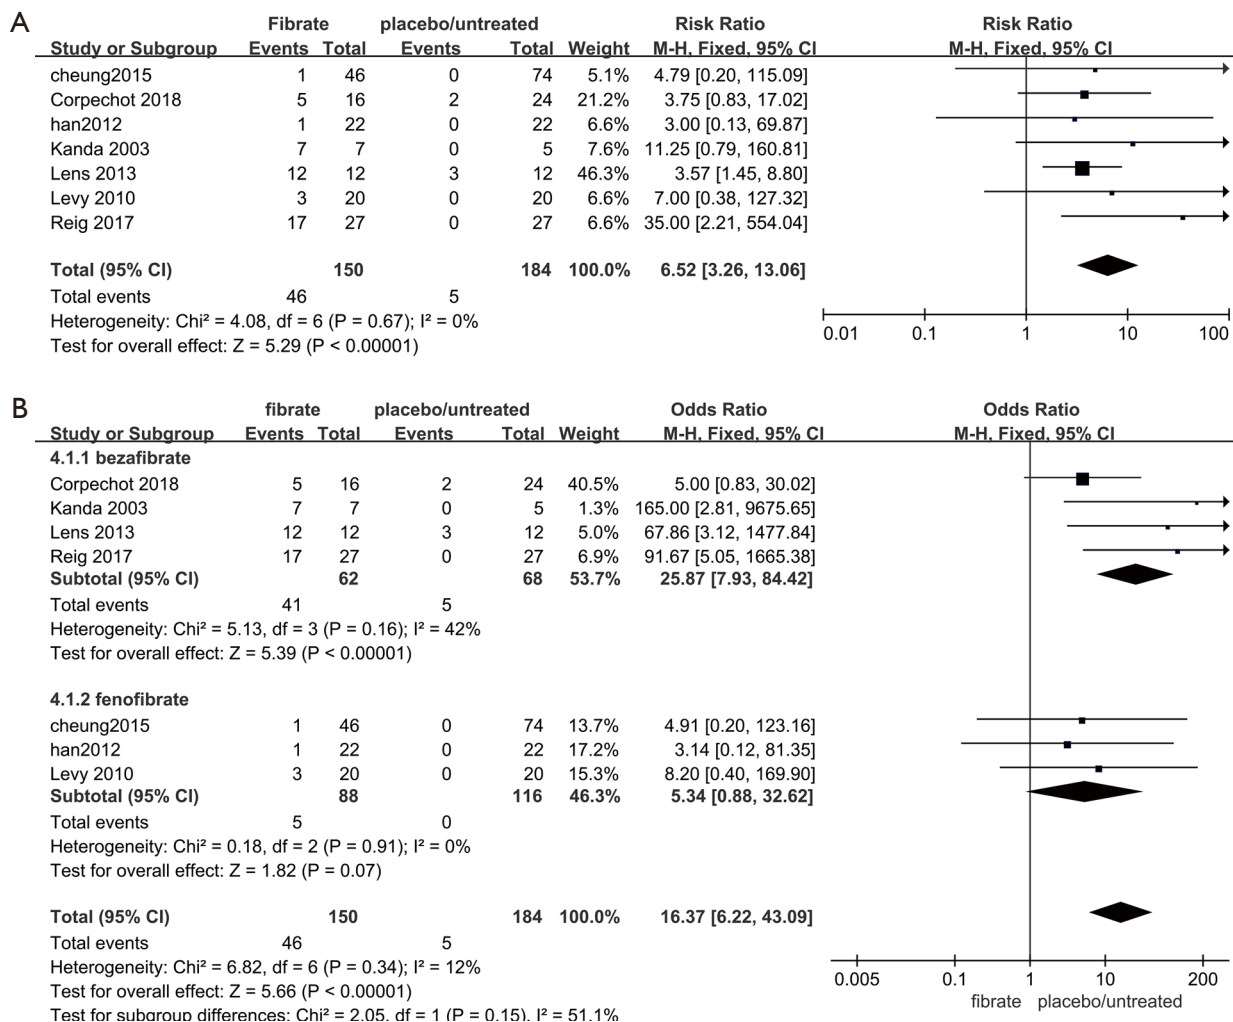 A
Fibrate placebo/untreated Risk Ratio Risk Ratio
Study or Subgroup Events Total Events Total Weight M-H, Fixed, 95% CI M-H, Fixed, 95% CI
cheung2015 1 46 0 74 5.1% 4.79 [0.20, 115.09]
Corpechot 2018 5 16 2 24 21.2% 3.75 [0.83, 17.02]
han2012 1 22 0 22 6.6% 3.00 [0.13, 69.87]
Kanda 2003 7 7 0 5 7.6% 11.25 [0.79, 160.81]
Lens 2013 12 12 3 12 46.3% 3.57 [1.45, 8.80]
Levy 2010 3 20 0 20 6.6% 7.00 [0.38, 127.32]
Reig 2017 17 27 0 27 6.6% 35.00 [2.21, 554.04]
Total (95% CI) 150 184 100.0% 6.52 [3.26, 13.06]
Total events 46 5
Heterogeneity: Chi² = 4.08, df = 6 (P = 0.67); I² = 0%
Test for overall effect: Z = 5.29 (P < 0.00001)
0.01 0.1 1 10 100
B
fibrate placebo/untreated Odds Ratio Odds Ratio
Study or Subgroup Events Total Events Total Weight M-H, Fixed, 95% CI M-H, Fixed, 95% CI
4.1.1 bezafibrate
Corpechot 2018 5 16 2 24 40.5% 5.00 [0.83, 30.02]
Kanda 2003 7 7 0 5 1.3% 165.00 [2.81, 9675.65]
Lens 2013 12 12 3 12 5.0% 67.86 [3.12, 1477.84]
Reig 2017 17 27 0 27 6.9% 91.67 [5.05, 1665.38]
Subtotal (95% CI) 62 68 53.7% 25.87 [7.93, 84.42]
Total events 41 5
Heterogeneity: Chi² = 5.13, df = 3 (P = 0.16); I² = 42%
Test for overall effect: Z = 5.39 (P < 0.00001)
4.1.2 fenofibrate
cheung2015 1 46 0 74 13.7% 4.91 [0.20, 123.16]
han2012 1 22 0 22 17.2% 3.14 [0.12, 81.35]
Levy 2010 3 20 0 20 15.3% 8.20 [0.40, 169.90]
Subtotal (95% CI) 88 116 46.3% 5.34 [0.88, 32.62]
Total events 5 0
Heterogeneity: Chi² = 0.18, df = 2 (P = 0.91); I² = 0%
Test for overall effect: Z = 1.82 (P = 0.07)
Total (95% CI) 150 184 100.0% 16.37 [6.22, 43.09]
Total events 46 5
Heterogeneity: Chi² = 6.82, df = 6 (P = 0.34); I² = 12%
Test for overall effect: Z = 5.66 (P < 0.00001)
Test for subgroup differences: Chi² = 2.05, df = 1 (P = 0.15), I² = 51.1%
0.005 0.1 1 10 200
fibrate placebo/untreated